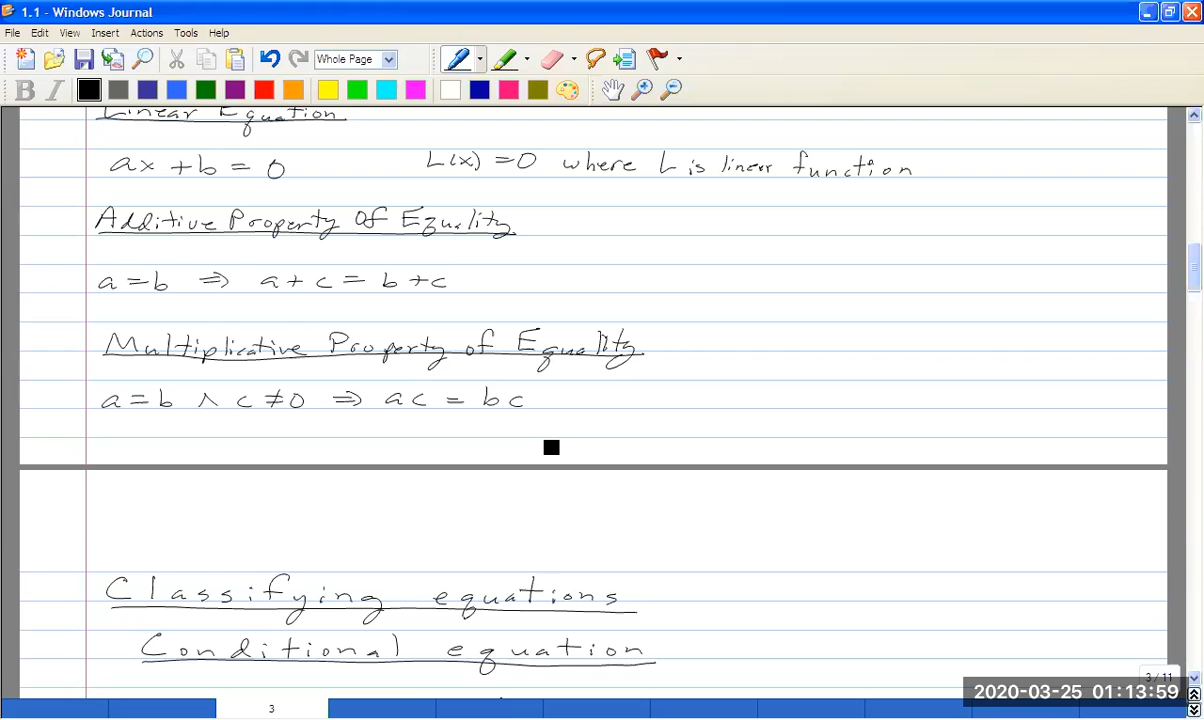 1.1 - Windows Journal
File Edit View Insert Actions Tools Help
Whole Page
B I
Linear Equation
ax + b = 0 L(x) = 0 where L is linear function
Additive Property Of Equality
a = b ⇒ a + c = b + c
Multiplicative Property of Equality
a = b ∧ c ≠ 0 ⇒ ac = bc
Classifying equations
Conditional equation
3 / 11
2020-03-25 01:13:59
3